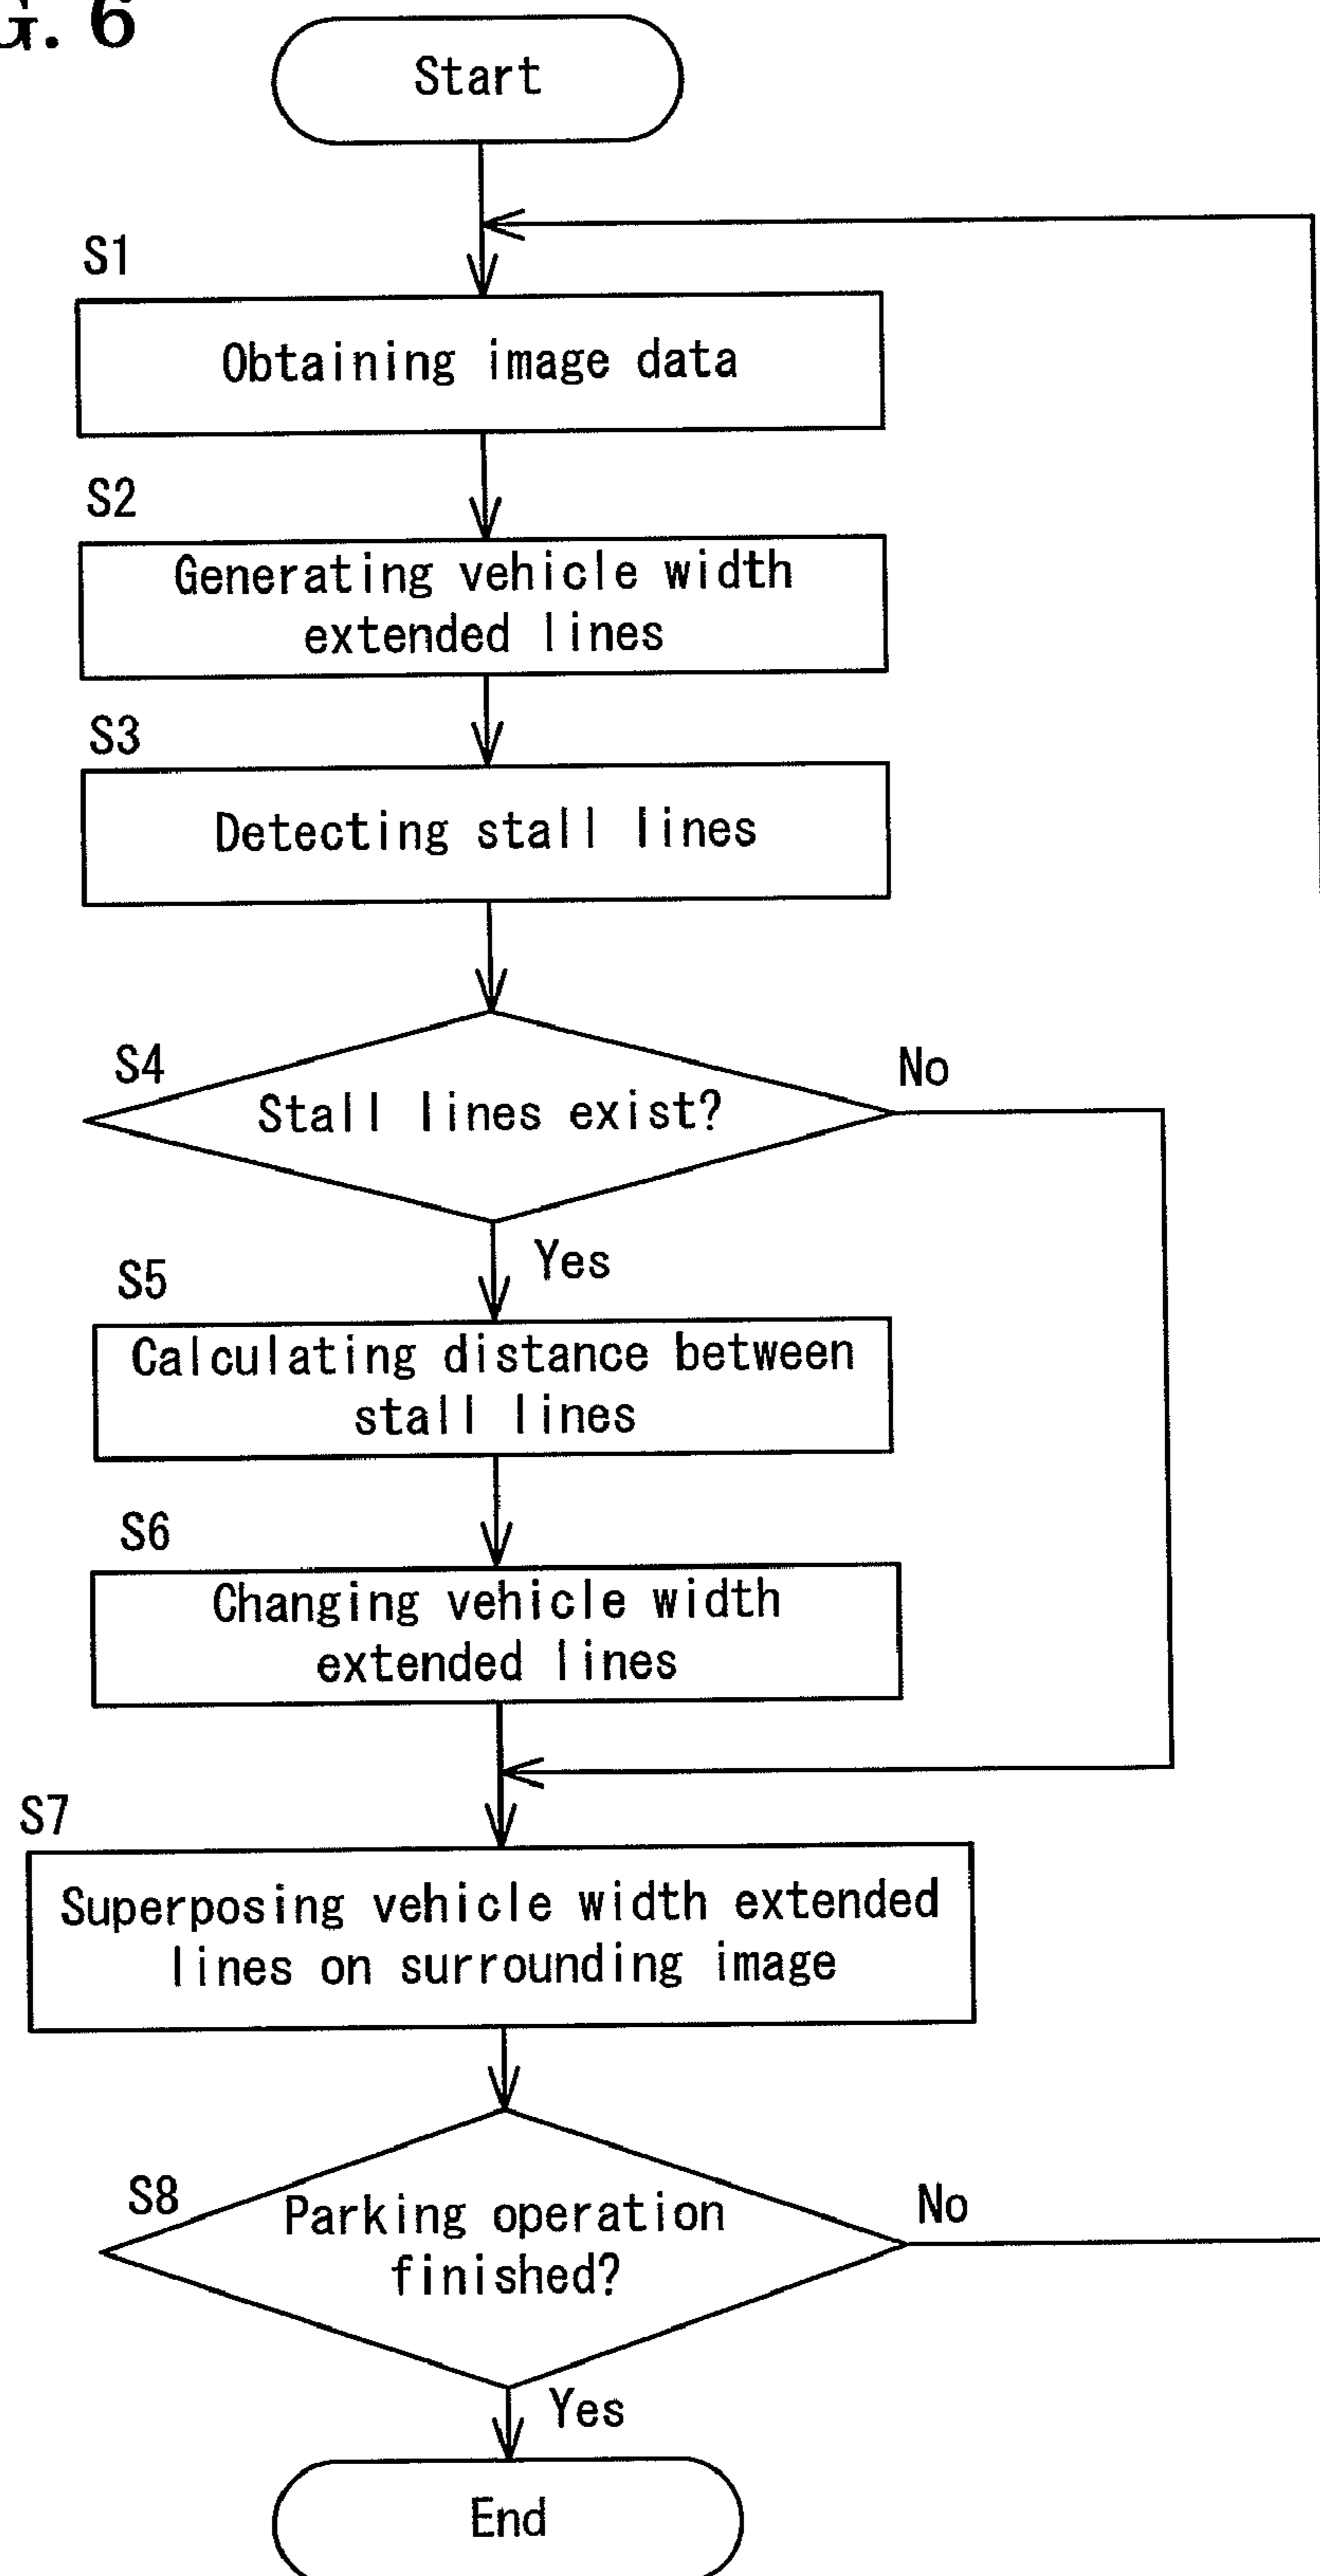 G. 6
Start
S1
Obtaining image data
S2
Generating vehicle width
extended lines
S3
Detecting stall lines
S4
Stall lines exist?
No
Yes
S5
Calculating distance between
stall lines
S6
Changing vehicle width
extended lines
S7
Superposing vehicle width extended
lines on surrounding image
S8
Parking operation
finished?
No
Yes
End